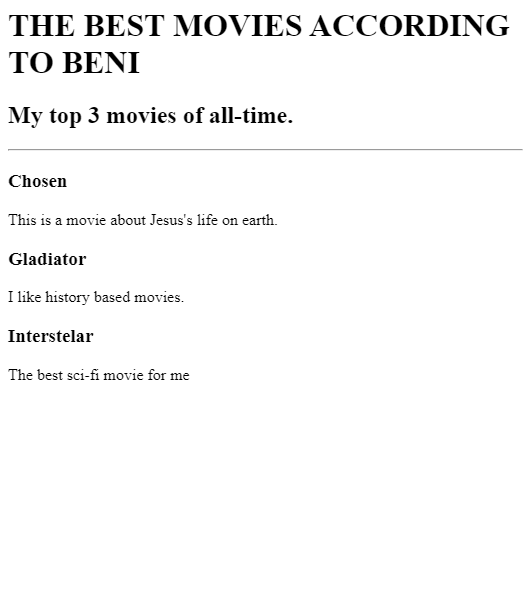 THE BEST MOVIES ACCORDING
TO BENI
My top 3 movies of all-time.
Chosen
This is a movie about Jesus's life on earth.
Gladiator
I like history based movies.
Interstelar
The best sci-fi movie for me